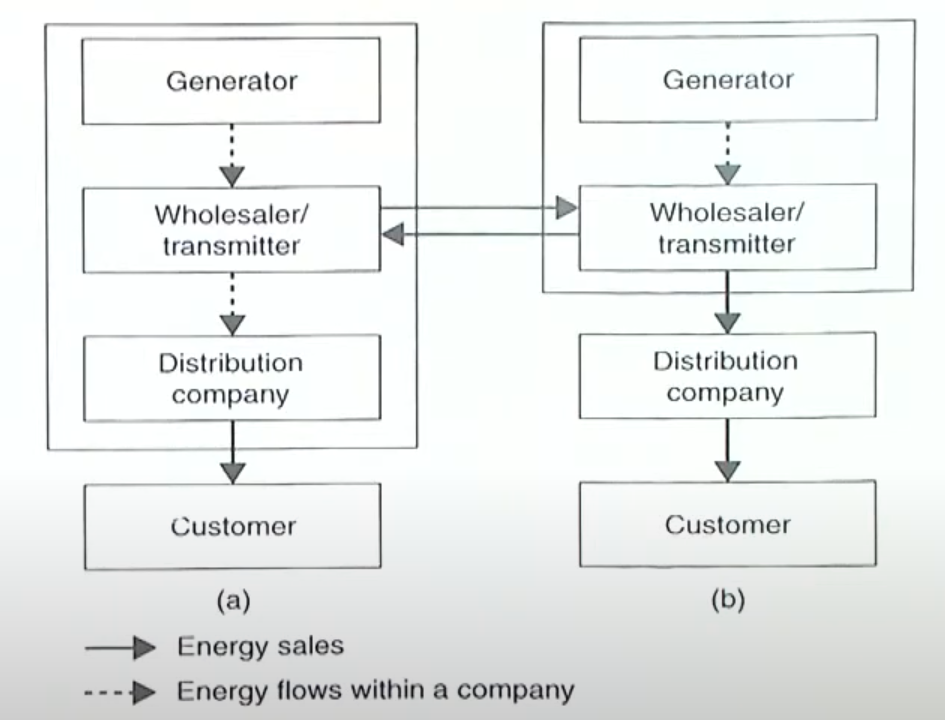 Generator
Wholesaler/
transmitter
Distribution
company
Customer
(a)
Generator
Wholesaler/
transmitter
Distribution
company
Customer
(b)
Energy sales
Energy flows within a company